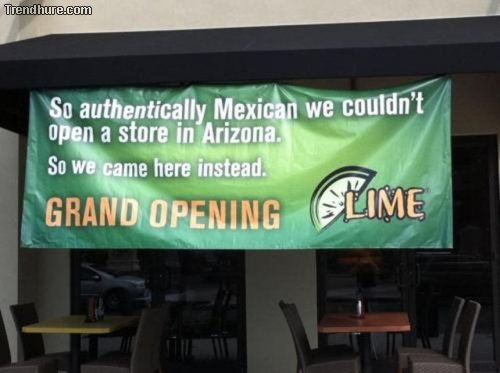 Trendhure.com
So authentically Mexican we couldn't
open a store in Arizona.
So we came here instead.
GRAND OPENING
LIME